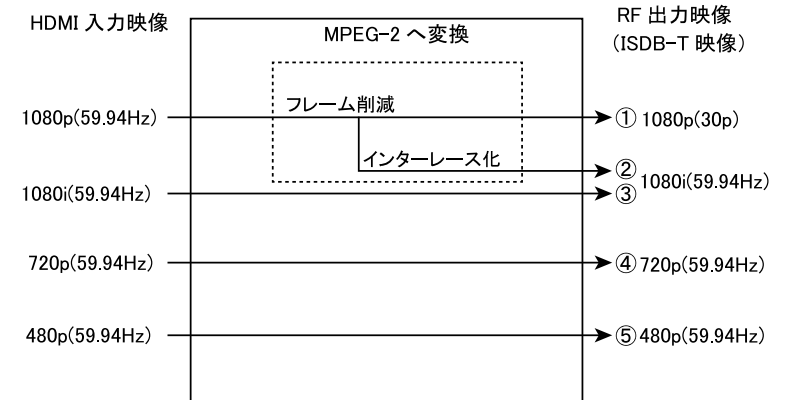 HDMI 入力映像
MPEG-2 へ変換
RF 出力映像
(ISDB-T 映像)
フレーム削減
1080p(59.94Hz)
① 1080p(30p)
インターレース化
②
1080i(59.94Hz)
1080i(59.94Hz)
③
720p(59.94Hz)
④ 720p(59.94Hz)
480p(59.94Hz)
⑤ 480p(59.94Hz)